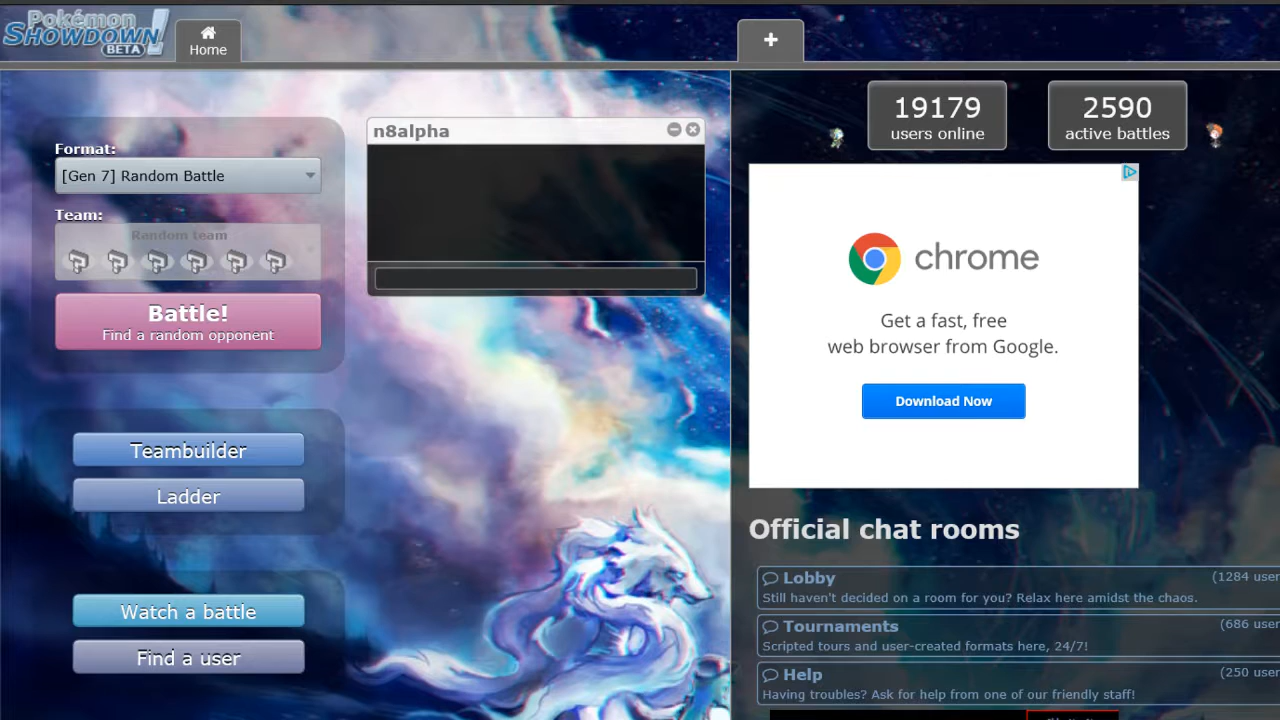 Pokémon
SHOWDOWN!
BETA
Home
+
Format:
[Gen 7] Random Battle
Team:
Random team
Battle!
Find a random opponent
Teambuilder
Ladder
Watch a battle
Find a user
n8alpha
19179
users online
2590
active battles
chrome
Get a fast, free
web browser from Google.
Download Now
Official chat rooms
Lobby
(1284 user
Still haven't decided on a room for you? Relax here amidst the chaos.
Tournaments
(686 user
Scripted tours and user-created formats here, 24/7!
Help
(250 user
Having troubles? Ask for help from one of our friendly staff!